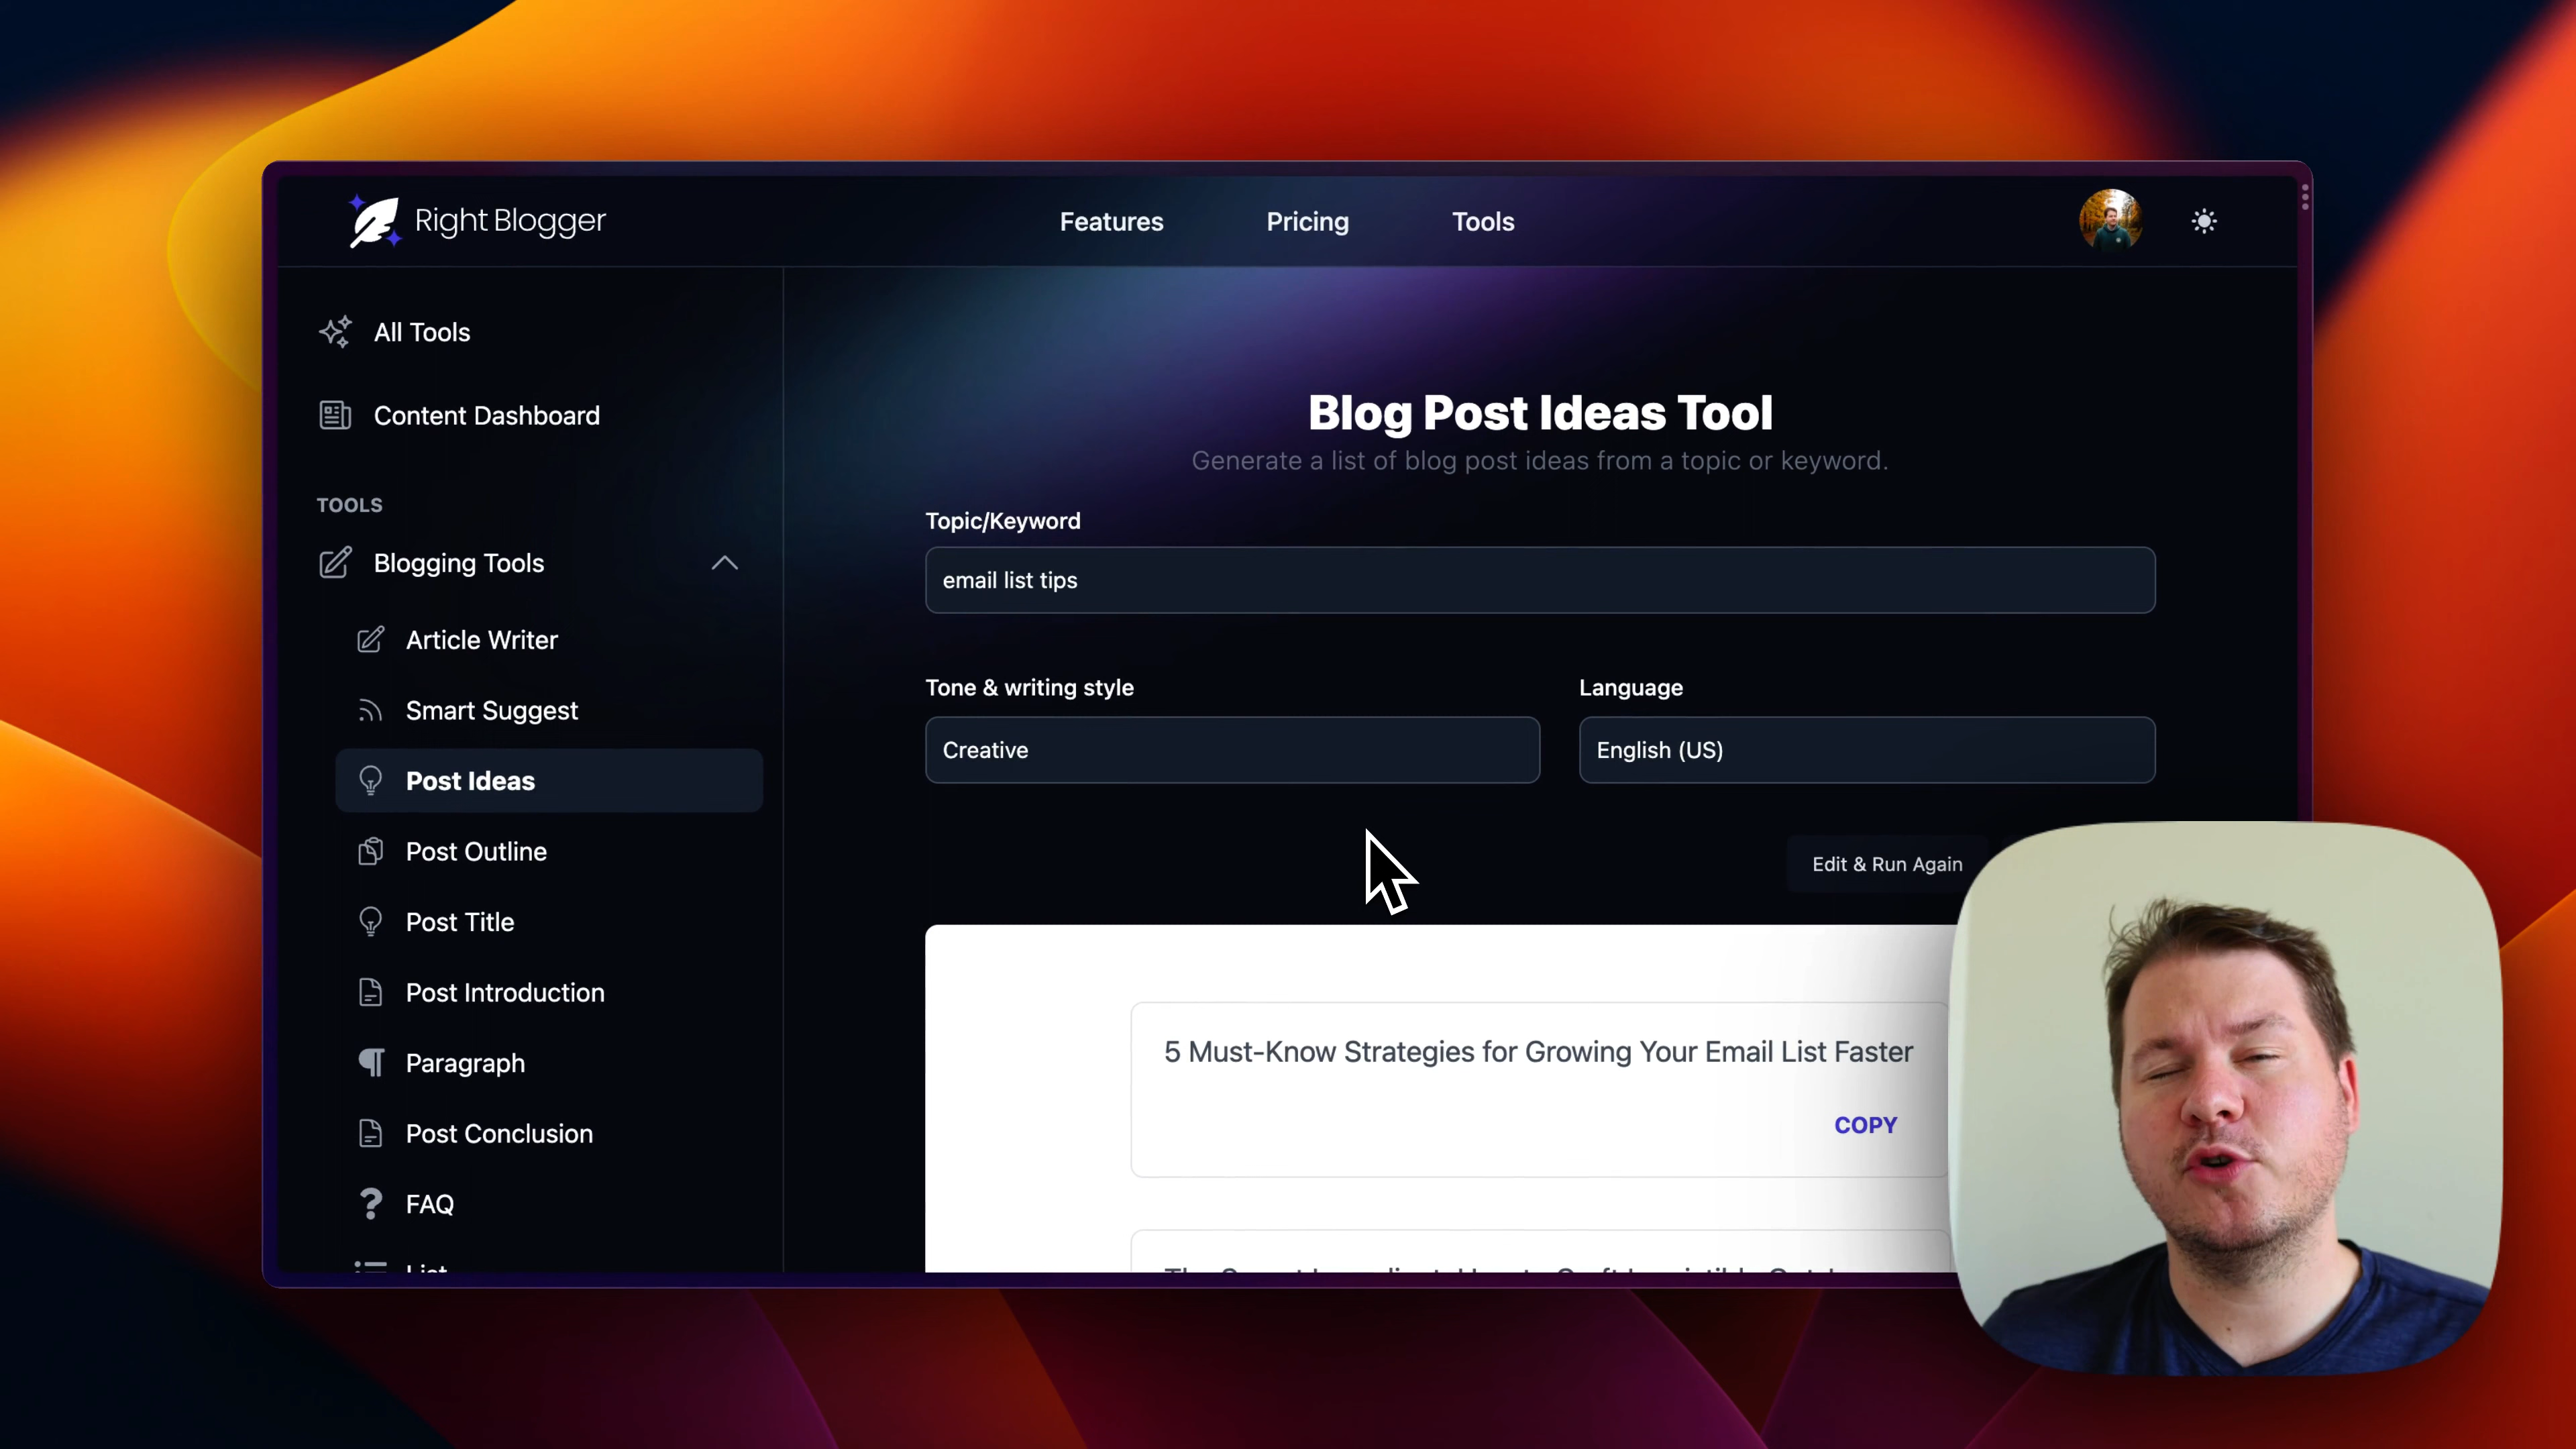 Right Blogger
Features
Pricing
Tools
All Tools
Content Dashboard
TOOLS
Blogging Tools
Article Writer
Smart Suggest
Post Ideas
Post Outline
Post Title
Post Introduction
Paragraph
Post Conclusion
FAQ
List
Blog Post Ideas Tool
Generate a list of blog post ideas from a topic or keyword.
Topic/Keyword
email list tips
Tone & writing style
Language
Creative
English (US)
Edit & Run Again
5 Must-Know Strategies for Growing Your Email List Faster
COPY